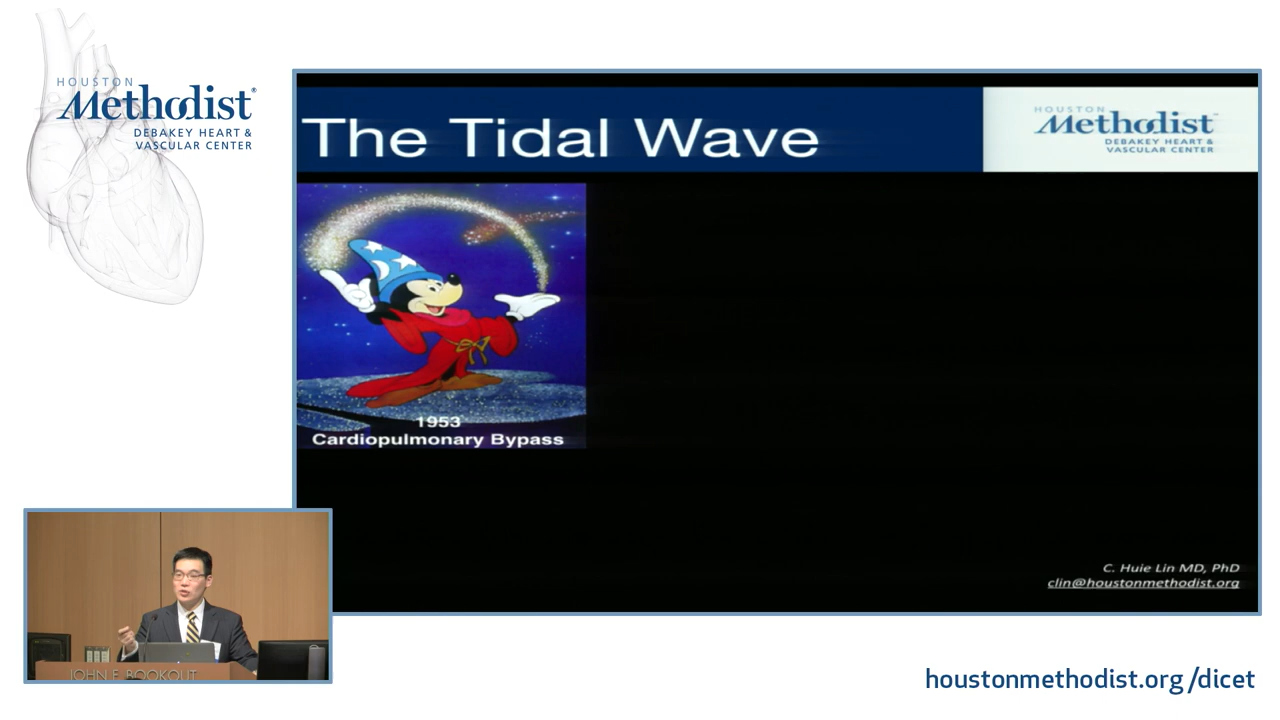 HOUSTON
Methodist®
DEBAKEY HEART &
VASCULAR CENTER
The Tidal Wave
HOUSTON
Methodist
DEBAKEY HEART &
VASCULAR CENTER
1953
Cardiopulmonary Bypass
C. Huie Lin MD, PhD
clin@houstonmethodist.org
JOHN F. BOOKOUT
houstonmethodist.org/dicet